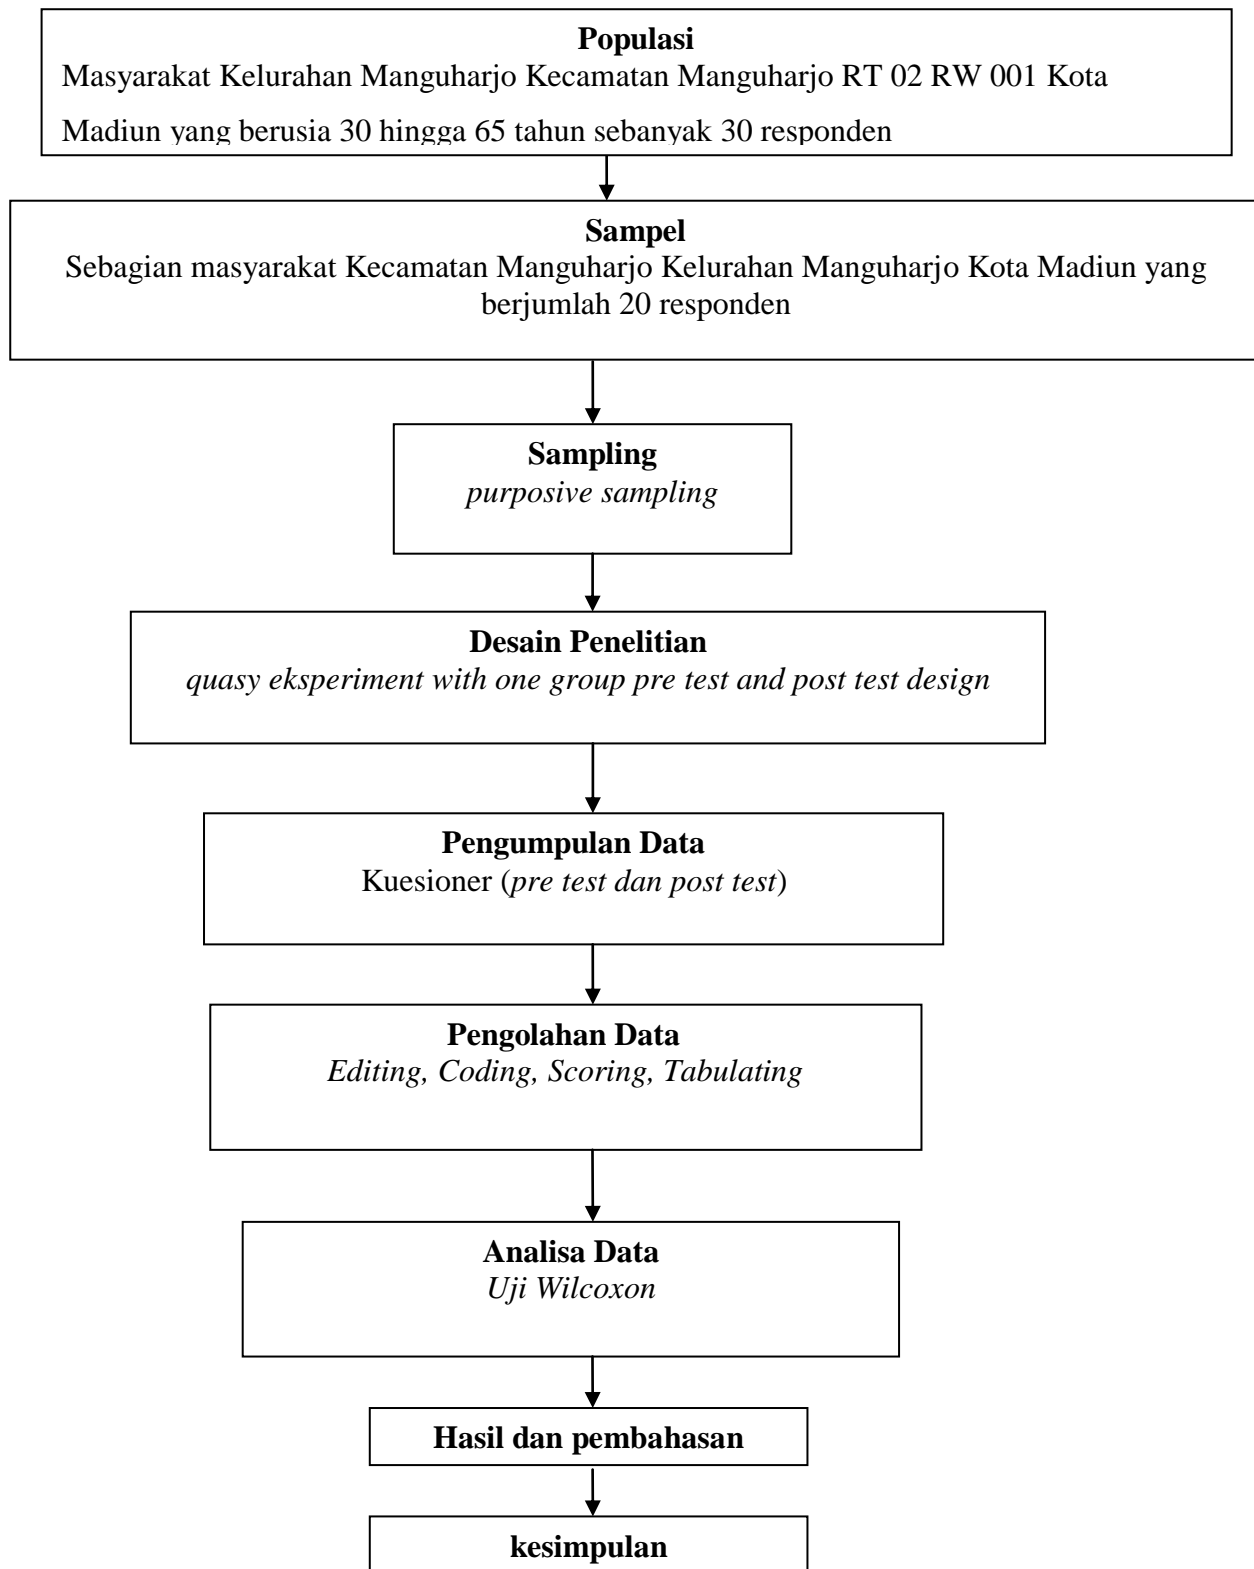 Populasi
Masyarakat Kelurahan Manguharjo Kecamatan Manguharjo RT 02 RW 001 Kota
Madiun yang berusia 30 hingga 65 tahun sebanyak 30 responden
Sampel
Sebagian masyarakat Kecamatan Manguharjo Kelurahan Manguharjo Kota Madiun yang
berjumlah 20 responden
Sampling
purposive sampling
Desain Penelitian
quasy eksperiment with one group pre test and post test design
Pengumpulan Data
Kuesioner (pre test dan post test)
Pengolahan Data
Editing, Coding, Scoring, Tabulating
Analisa Data
Uji Wilcoxon
Hasil dan pembahasan
kesimpulan